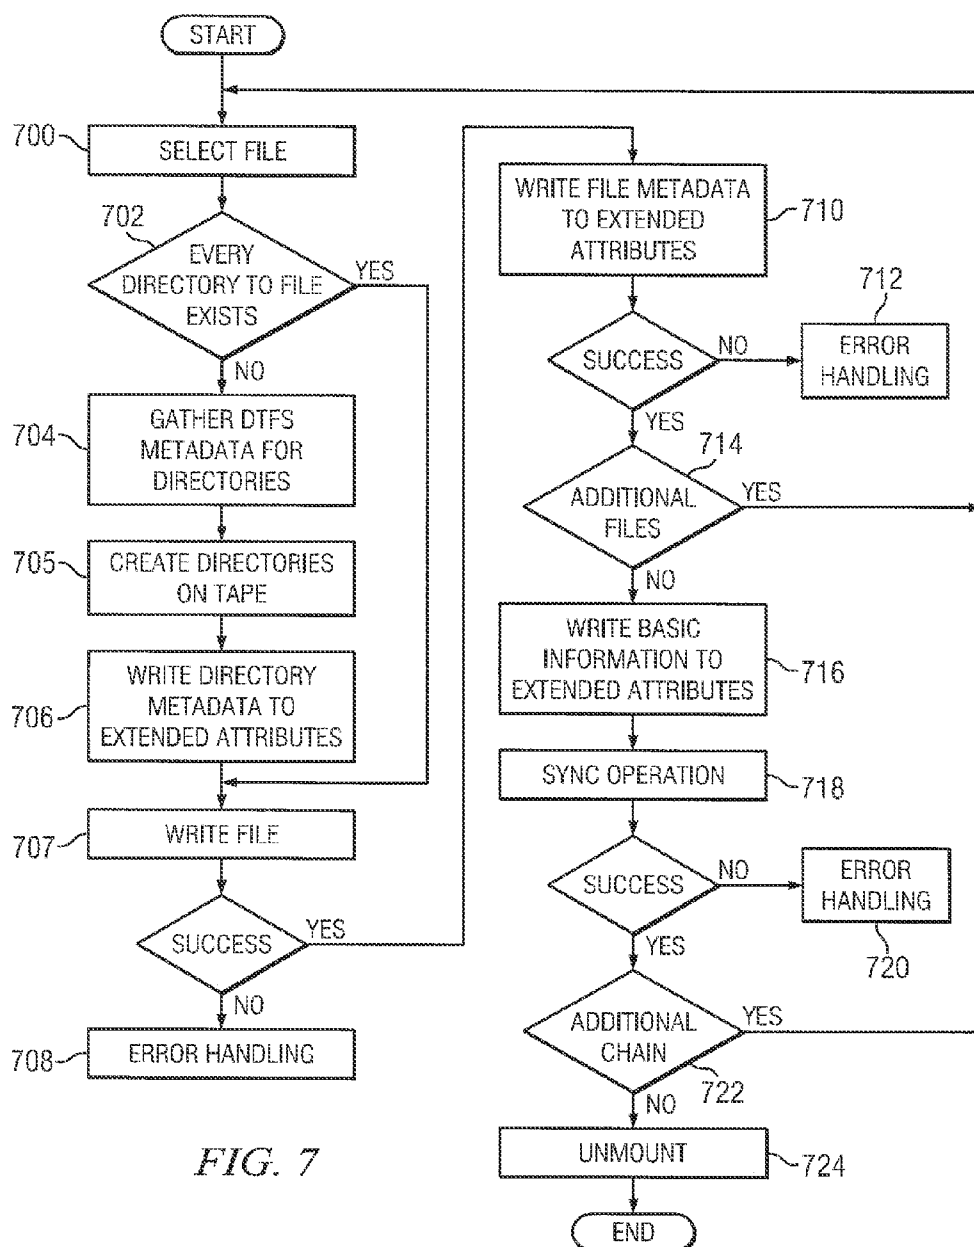 START
700
SELECT FILE
702
EVERY
DIRECTORY TO FILE
EXISTS
YES
NO
704
GATHER DTFS
METADATA FOR
DIRECTORIES
705
CREATE DIRECTORIES
ON TAPE
706
WRITE DIRECTORY
METADATA TO
EXTENDED ATTRIBUTES
707
WRITE FILE
SUCCESS
YES
NO
708
ERROR HANDLING
WRITE FILE METADATA
TO EXTENDED
ATTRIBUTES
710
712
SUCCESS
NO
ERROR
HANDLING
YES
714
ADDITIONAL
FILES
YES
NO
WRITE BASIC
INFORMATION TO
EXTENDED ATTRIBUTES
716
SYNC OPERATION
718
SUCCESS
NO
ERROR
HANDLING
720
YES
ADDITIONAL
CHAIN
YES
722
NO
UNMOUNT
724
END
FIG. 7